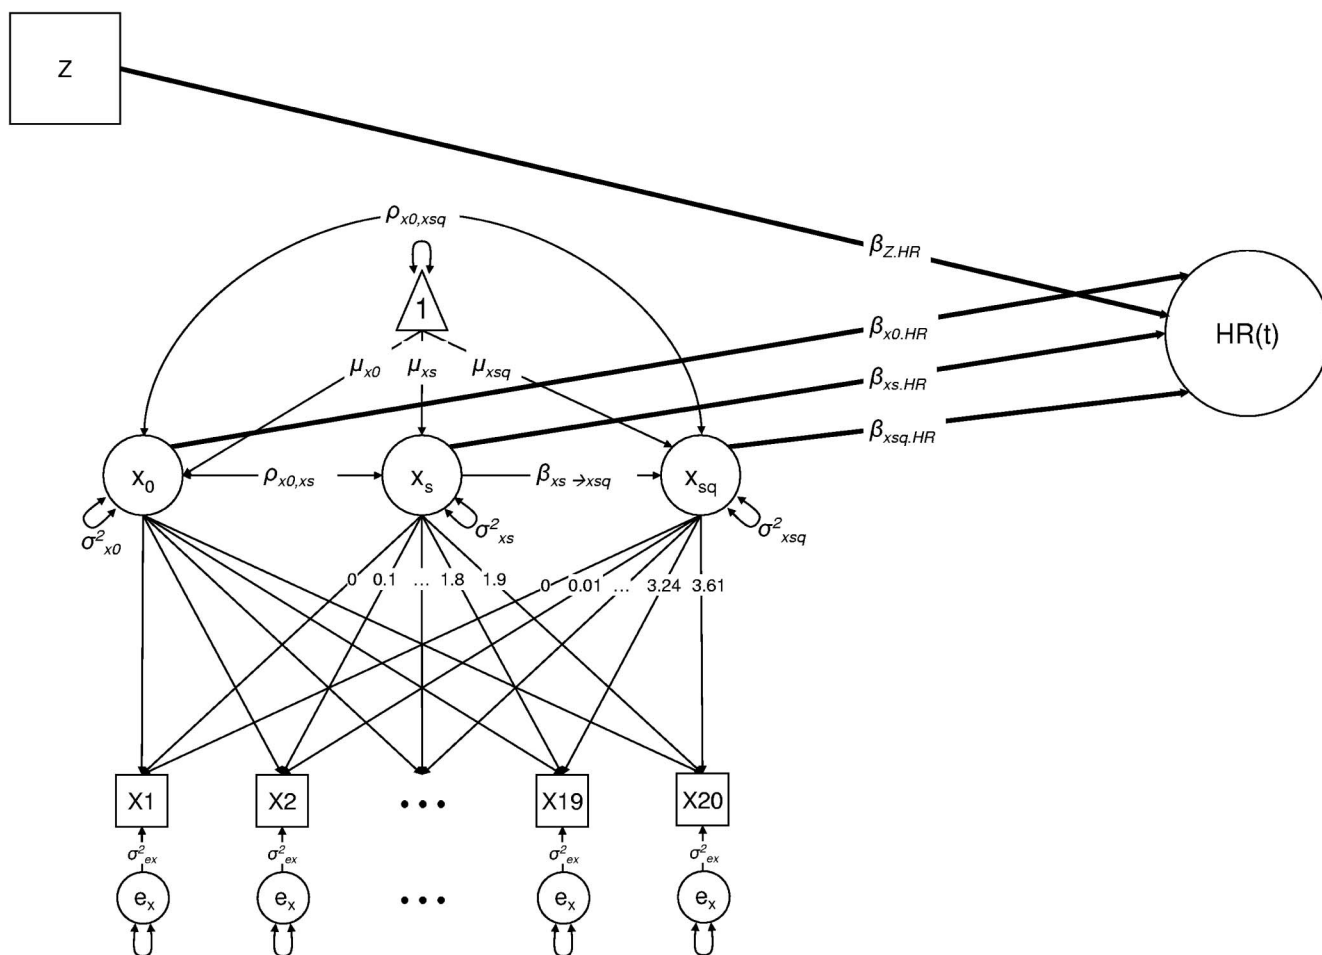 Z
ρx0,xsq
1
βZ.HR
βx0.HR
HR(t)
μx0 μxs μxsq
βxs.HR
βxsq.HR
x0 ρx0,xs xs βxs→xsq xsq
σ²x0 σ²xs σ²xsq
0 0.1 ... 1.8 1.9 0 0.01 ... 3.24 3.61
X1 X2 ••• X19 X20
σ²ex σ²ex σ²ex σ²ex
ex ex ••• ex ex